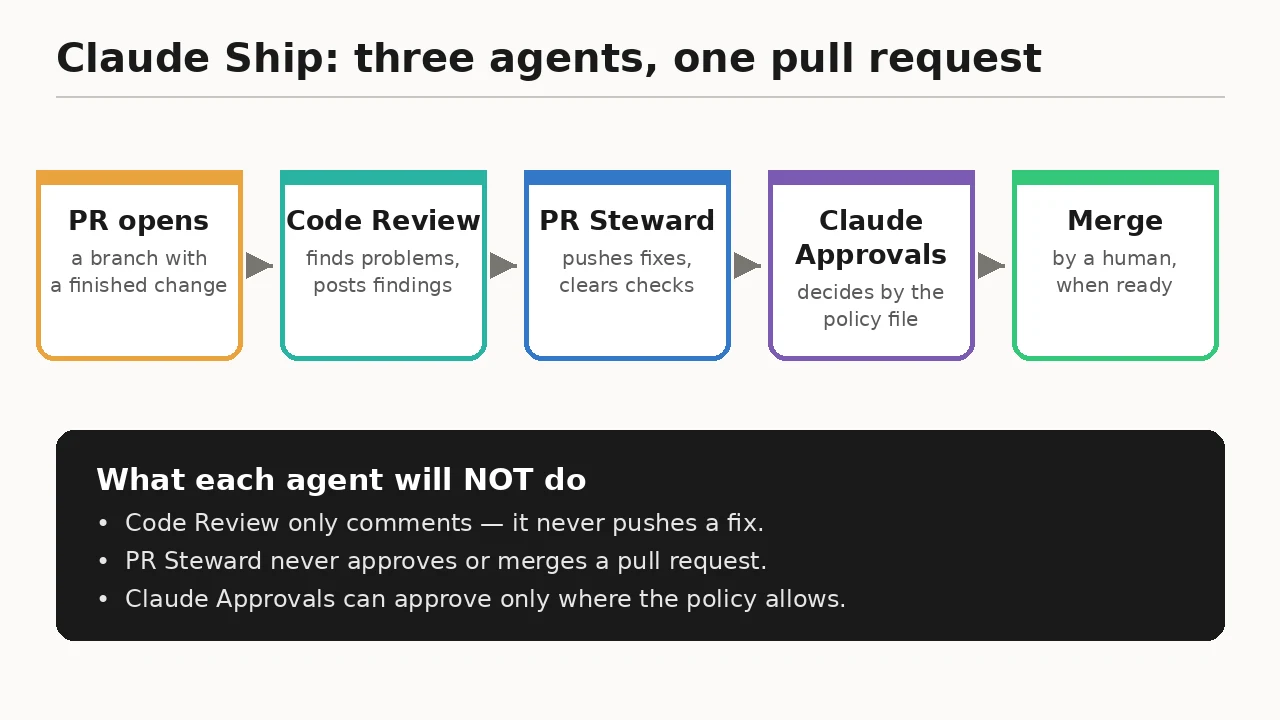 Claude Ship: three agents, one pull request
PR opens
a branch with
a finished change
Code Review
finds problems,
posts findings
PR Steward
pushes fixes,
clears checks
Claude
Approvals
decides by the
policy file
Merge
by a human,
when ready
What each agent will NOT do
• Code Review only comments — it never pushes a fix.
• PR Steward never approves or merges a pull request.
• Claude Approvals can approve only where the policy allows.